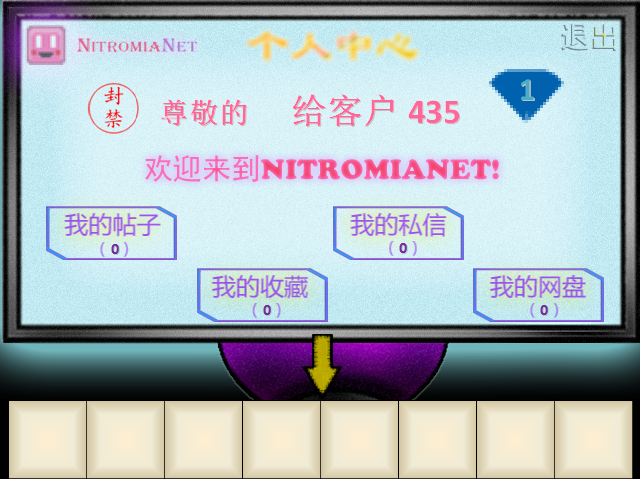 NITROMIANET 个人中心 退出
封禁 尊敬的 给客户 435 1
欢迎来到NITROMIANET!
我的帖子 我的私信
(0) (0)
我的收藏 我的网盘
(0) (0)